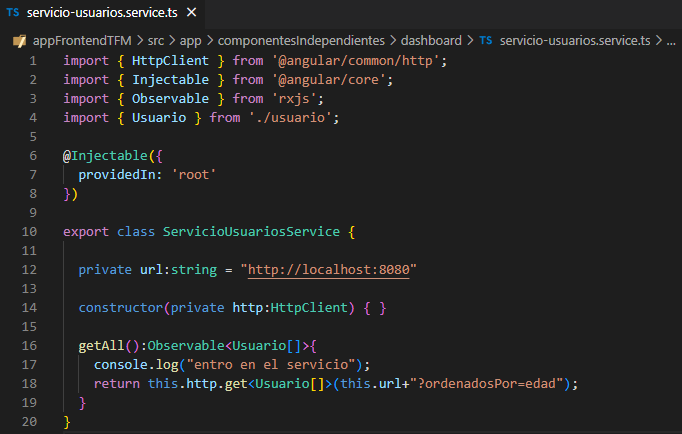 TS servicio-usuarios.service.ts ×
appFrontendTFM > src > app > componentesIndependientes > dashboard > TS servicio-usuarios.service.ts > ...
1 import { HttpClient } from '@angular/common/http';
2 import { Injectable } from '@angular/core';
3 import { Observable } from 'rxjs';
4 import { Usuario } from './usuario';
5
6 @Injectable({
7   providedIn: 'root'
8 })
9
10 export class ServicioUsuariosService {
11
12   private url:string = "http://localhost:8080"
13
14   constructor(private http:HttpClient) { }
15
16   getAll():Observable<Usuario[]>{
17     console.log("entro en el servicio");
18     return this.http.get<Usuario[]>(this.url+"?ordenadosPor=edad");
19   }
20 }